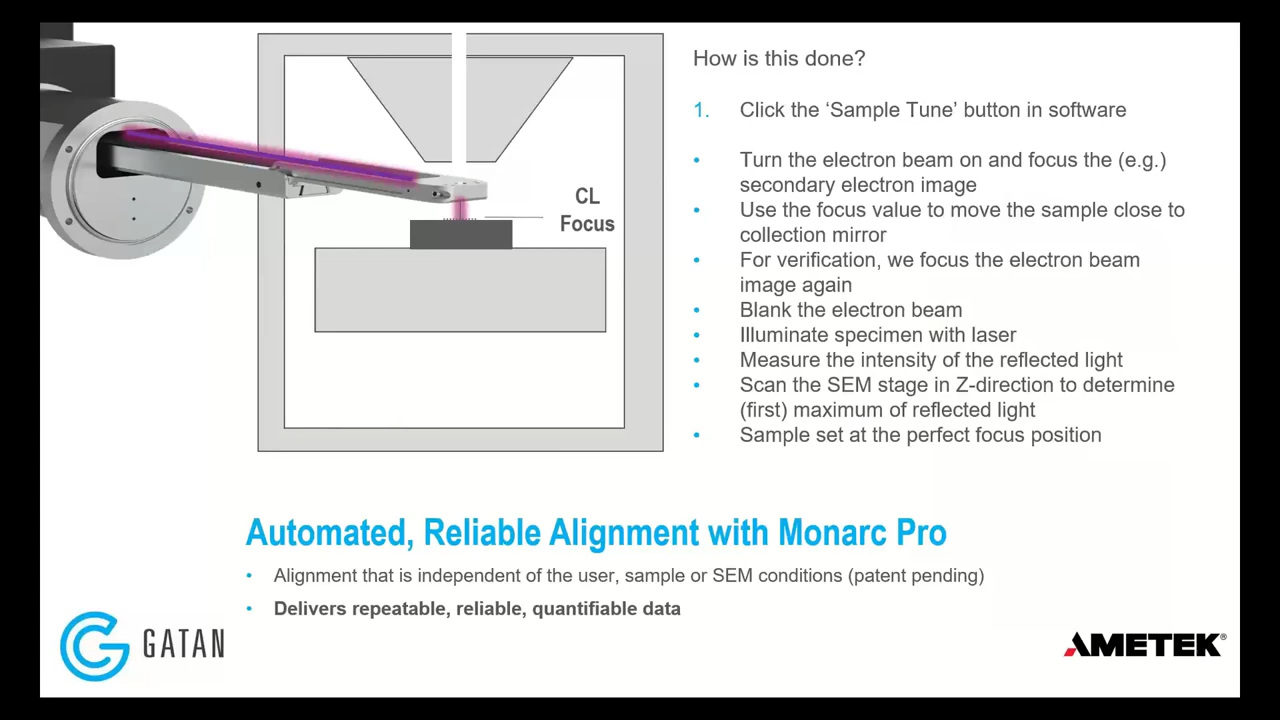 How is this done?
1. Click the ‘Sample Tune’ button in software
• Turn the electron beam on and focus the (e.g.)
secondary electron image
• Use the focus value to move the sample close to
collection mirror
• For verification, we focus the electron beam
image again
• Blank the electron beam
• Illuminate specimen with laser
• Measure the intensity of the reflected light
• Scan the SEM stage in Z-direction to determine
(first) maximum of reflected light
• Sample set at the perfect focus position
CL
Focus
Automated, Reliable Alignment with Monarc Pro
• Alignment that is independent of the user, sample or SEM conditions (patent pending)
• Delivers repeatable, reliable, quantifiable data
GATAN
AMETEK®